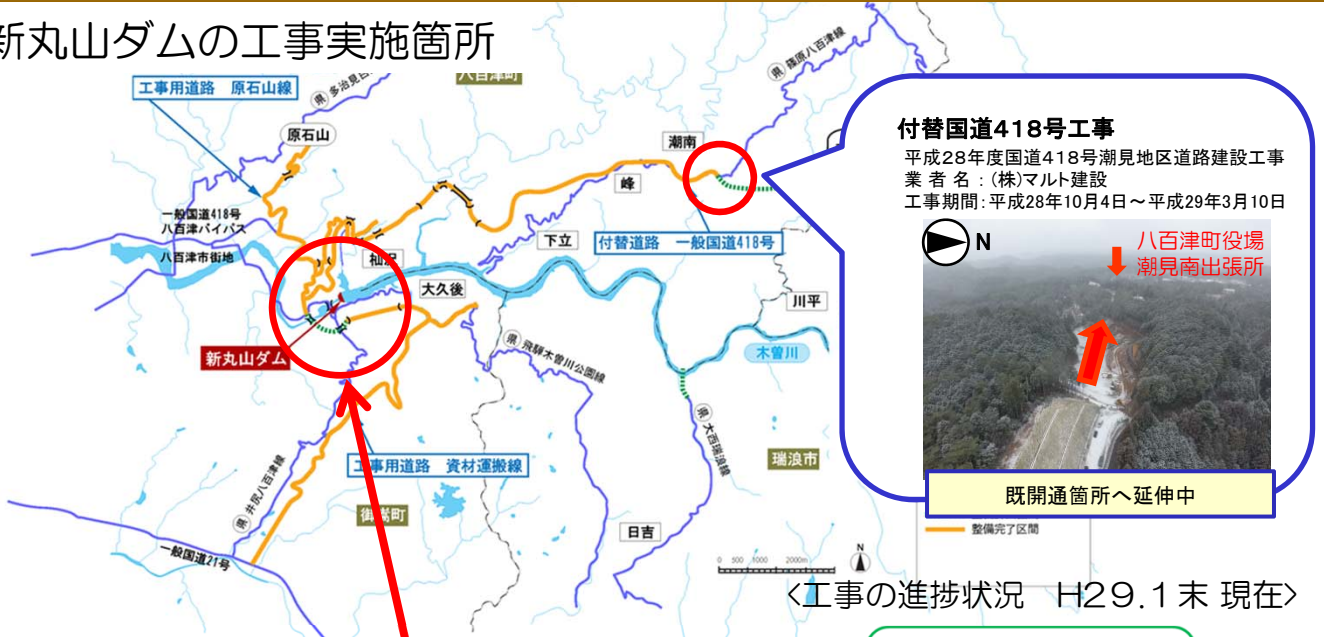 新丸山ダムの工事実施箇所
工事用道路 原石山線
県 多治見
八百津町
県 篠原八百津線
原石山
潮南
峰
一般国道418号
八百津バイパス
八百津市街地
下立
付替道路 一般国道418号
大久後
川平
新丸山ダム
県 飛騨木曽川公園線
木曽川
県 大西瑞浪線
工事用道路 資材運搬線
瑞浪市
県 井尻八百津線
御嵩町
日吉
一般国道21号
0 500 1000 2000m
N
付替国道418号工事
平成28年度国道418号潮見地区道路建設工事
業者名:(株)マルト建設
工事期間:平成28年10月4日~平成29年3月10日
N
八百津町役場
潮見南出張所
既開通箇所へ延伸中
整備完了区間
<工事の進捗状況 H29.1末 現在>